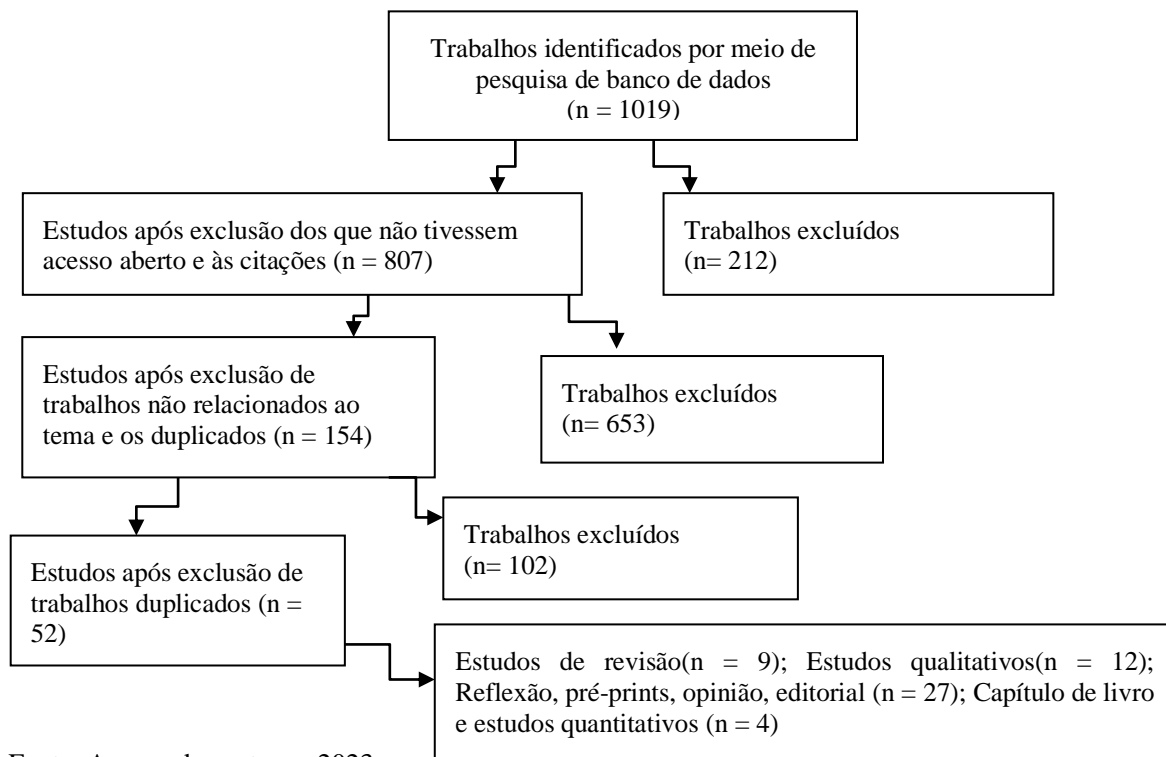 Trabalhos identificados por meio de
pesquisa de banco de dados
(n = 1019)
Estudos após exclusão dos que não tivessem
acesso aberto e às citações (n = 807)
Trabalhos excluídos
(n= 212)
Estudos após exclusão de
trabalhos não relacionados ao
tema e os duplicados (n = 154)
Trabalhos excluídos
(n= 653)
Trabalhos excluídos
(n= 102)
Estudos após exclusão de
trabalhos duplicados (n =
52)
Estudos de revisão(n = 9); Estudos qualitativos(n = 12);
Reflexão, pré-prints, opinião, editorial (n = 27); Capítulo de livro
e estudos quantitativos (n = 4)
2023